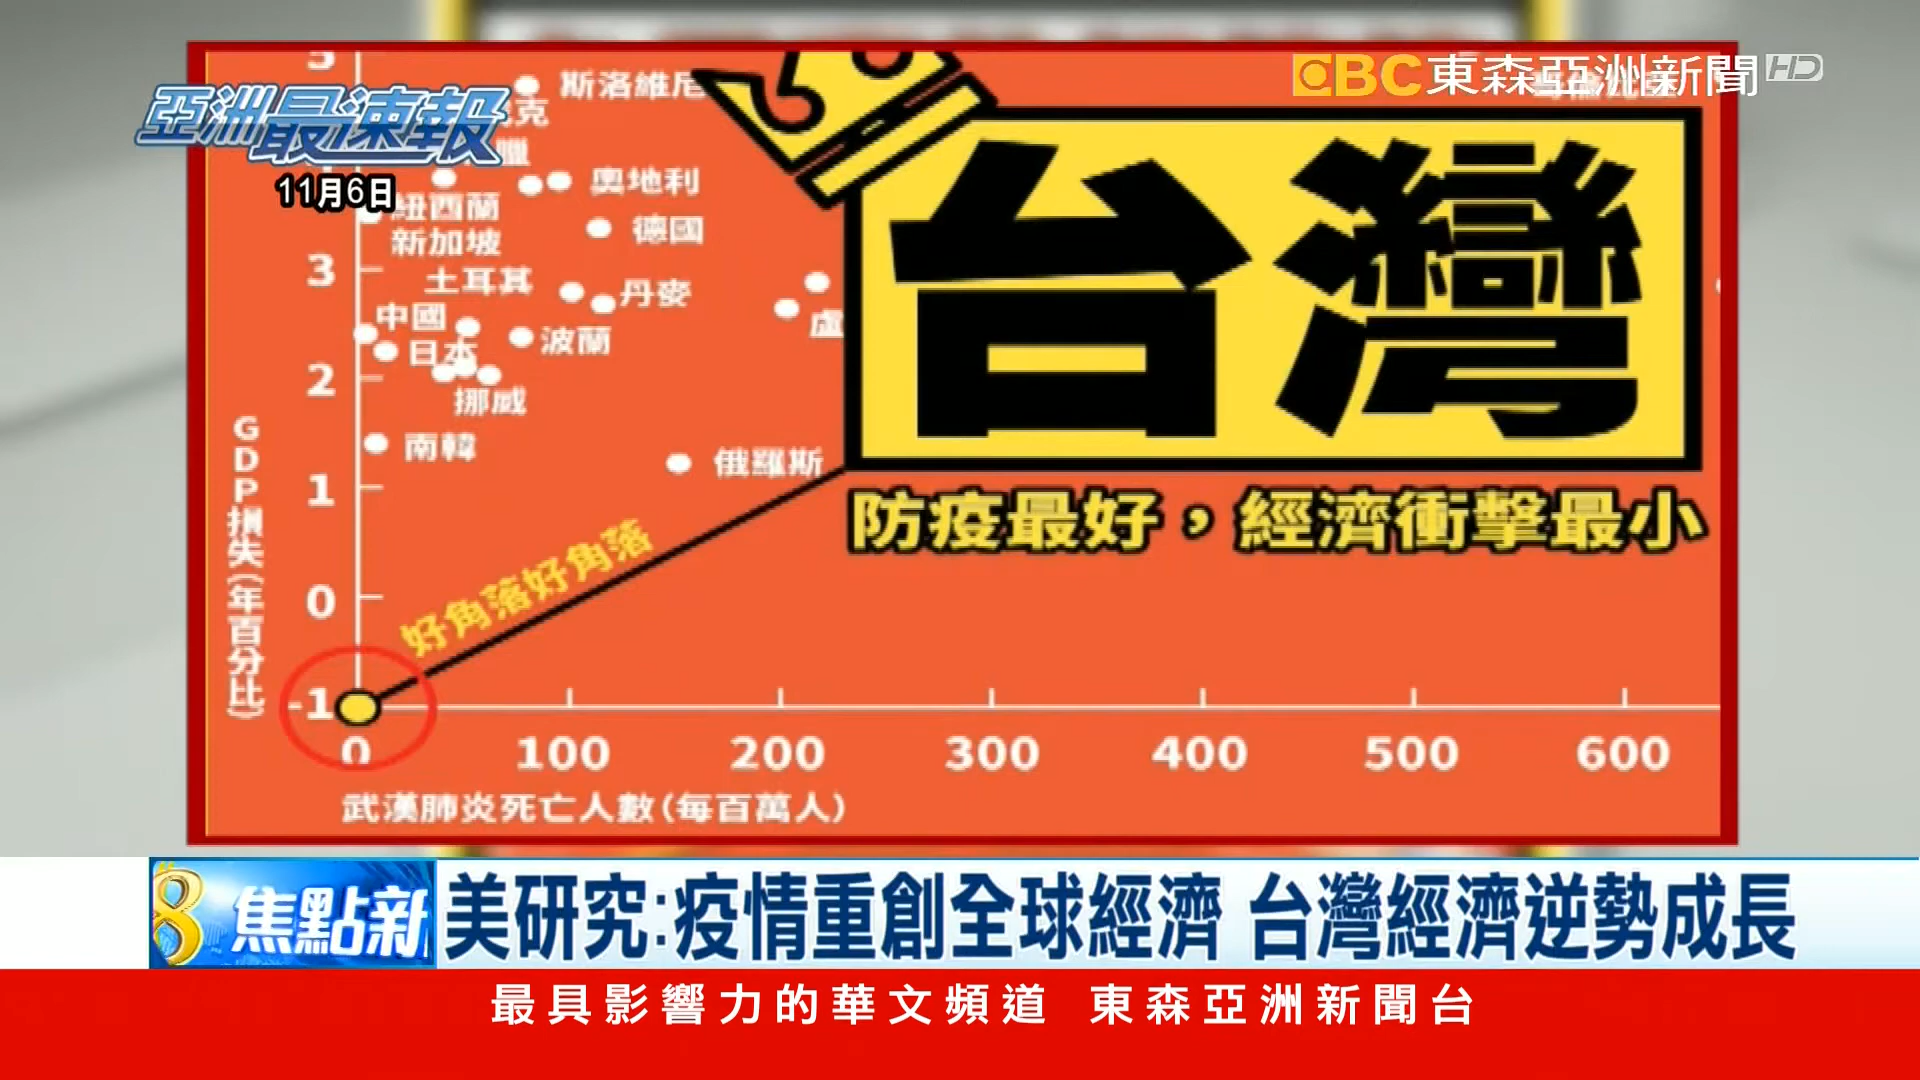 EBC 東森亞洲新聞 HD
亞洲最速報
11月6日
斯洛維尼
克
臘
奧地利
紐西蘭
德國
新加坡
土耳其
丹麥
中國
盧
日本
波蘭
挪威
南韓
俄羅斯
台灣
防疫最好，經濟衝擊最小
好角落好角落
GDP損失(年百分比)
5
3
2
1
0
-1
0 100 200 300 400 500 600
武漢肺炎死亡人數(每百萬人)
8 焦點新
美研究:疫情重創全球經濟 台灣經濟逆勢成長
最具影響力的華文頻道 東森亞洲新聞台